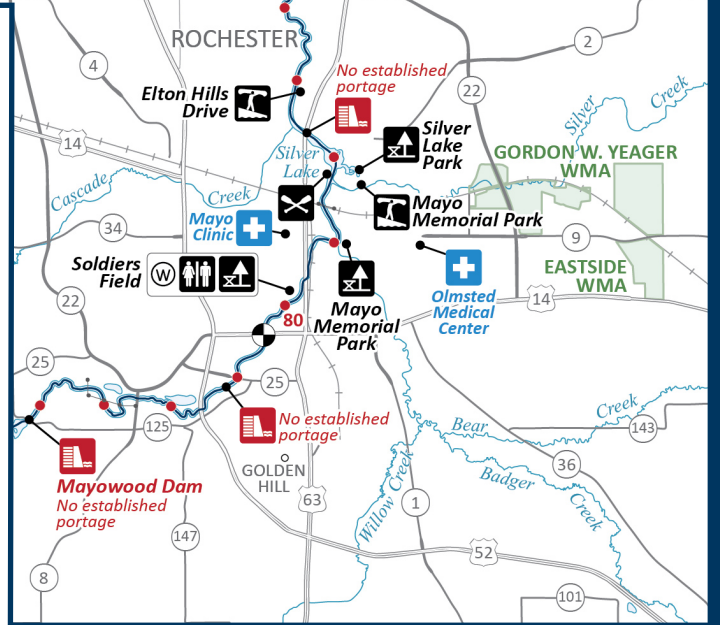 ROCHESTER
2
4
Elton Hills
Drive
No established
portage
22
Silver
Creek
14
Silver
Lake
Park
Silver
Lake
GORDON W. YEAGER
WMA
Cascade
Creek
Mayo
Memorial Park
34
Mayo
Clinic
9
Soldiers
Field
W
EASTSIDE
WMA
22
Olmsted
Medical
Center
14
80
Mayo
Memorial
Park
25
25
125
No established
portage
Bear
Creek
143
Mayowood Dam
No established
portage
GOLDEN
HILL
Willow Creek
Badger
Creek
36
63
1
147
52
8
101